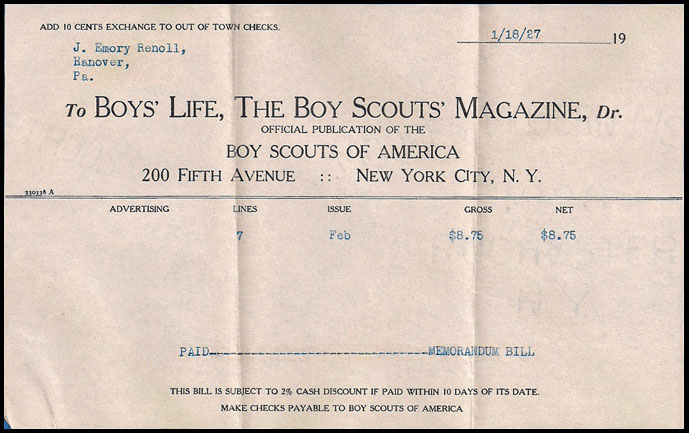 ADD 10 CENTS EXCHANGE TO OUT OF TOWN CHECKS.
1/18/27 19
J. Emory Renoll,
Hanover,
Pa.
To BOYS' LIFE, THE BOY SCOUTS' MAGAZINE, Dr.
OFFICIAL PUBLICATION OF THE
BOY SCOUTS OF AMERICA
200 FIFTH AVENUE :: NEW YORK CITY, N. Y.
330336 A
ADVERTISING LINES ISSUE GROSS NET
7 Feb $8.75 $8.75
PAID----------------------------MEMORANDUM BILL
THIS BILL IS SUBJECT TO 2% CASH DISCOUNT IF PAID WITHIN 10 DAYS OF ITS DATE.
MAKE CHECKS PAYABLE TO BOY SCOUTS OF AMERICA